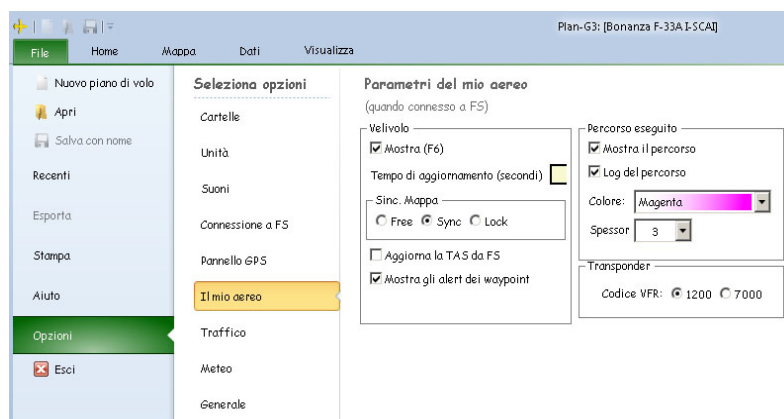 Plan-G3: [Bonanza F-33A I-SCAI]
File Home Mappa Dati Visualizza
Nuovo piano di volo
Apri
Salva con nome
Recenti
Esporta
Stampa
Aiuto
Opzioni
Esci
Seleziona opzioni
Cartelle
Unità
Suoni
Connessione a FS
Pannello GPS
Il mio aereo
Traffico
Meteo
Generale
Parametri del mio aereo
(quando connesso a FS)
Velivolo
Mostra (F6)
Tempo di aggiornamento (secondi)
Sinc. Mappa
Free Sync Lock
Aggiorna la TAS da FS
Mostra gli alert dei waypoint
Percorso eseguito
Mostra il percorso
Log del percorso
Colore: Magenta
Spessor 3
Transponder
Codice VFR: 1200 7000